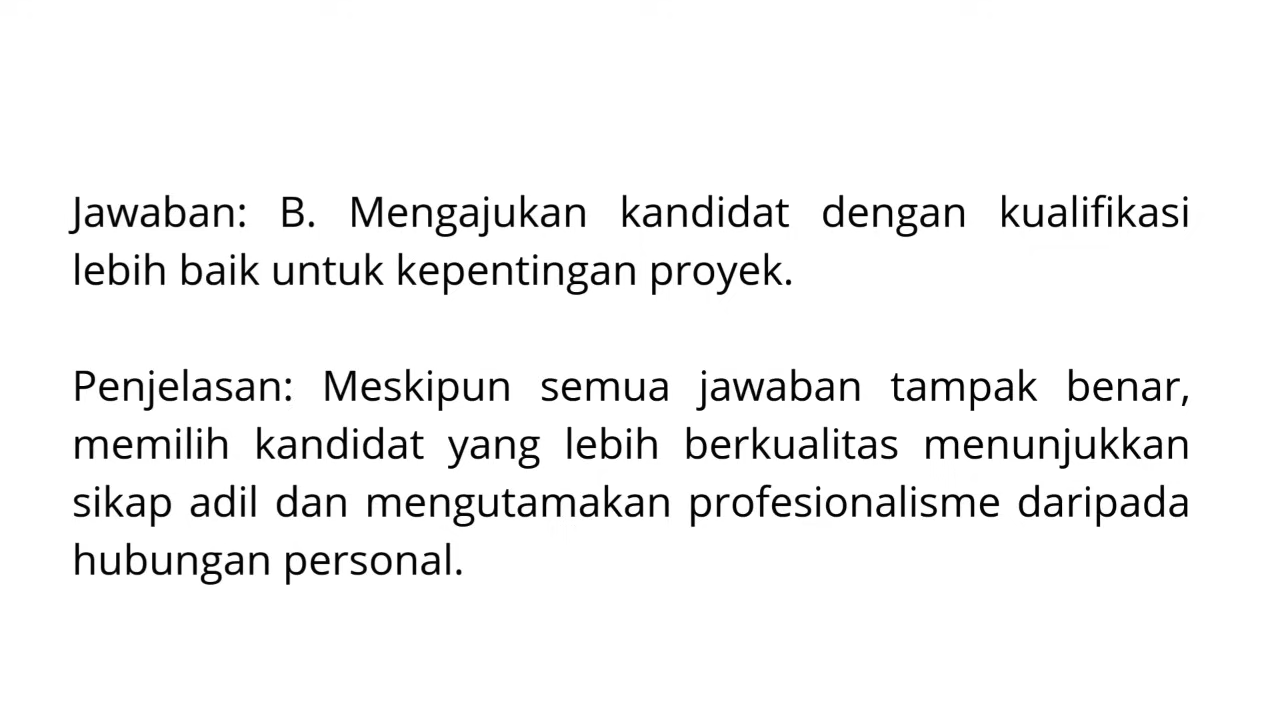 Jawaban: B. Mengajukan kandidat dengan kualifikasi
lebih baik untuk kepentingan proyek.
Penjelasan: Meskipun semua jawaban tampak benar,
memilih kandidat yang lebih berkualitas menunjukkan
sikap adil dan mengutamakan profesionalisme daripada
hubungan personal.